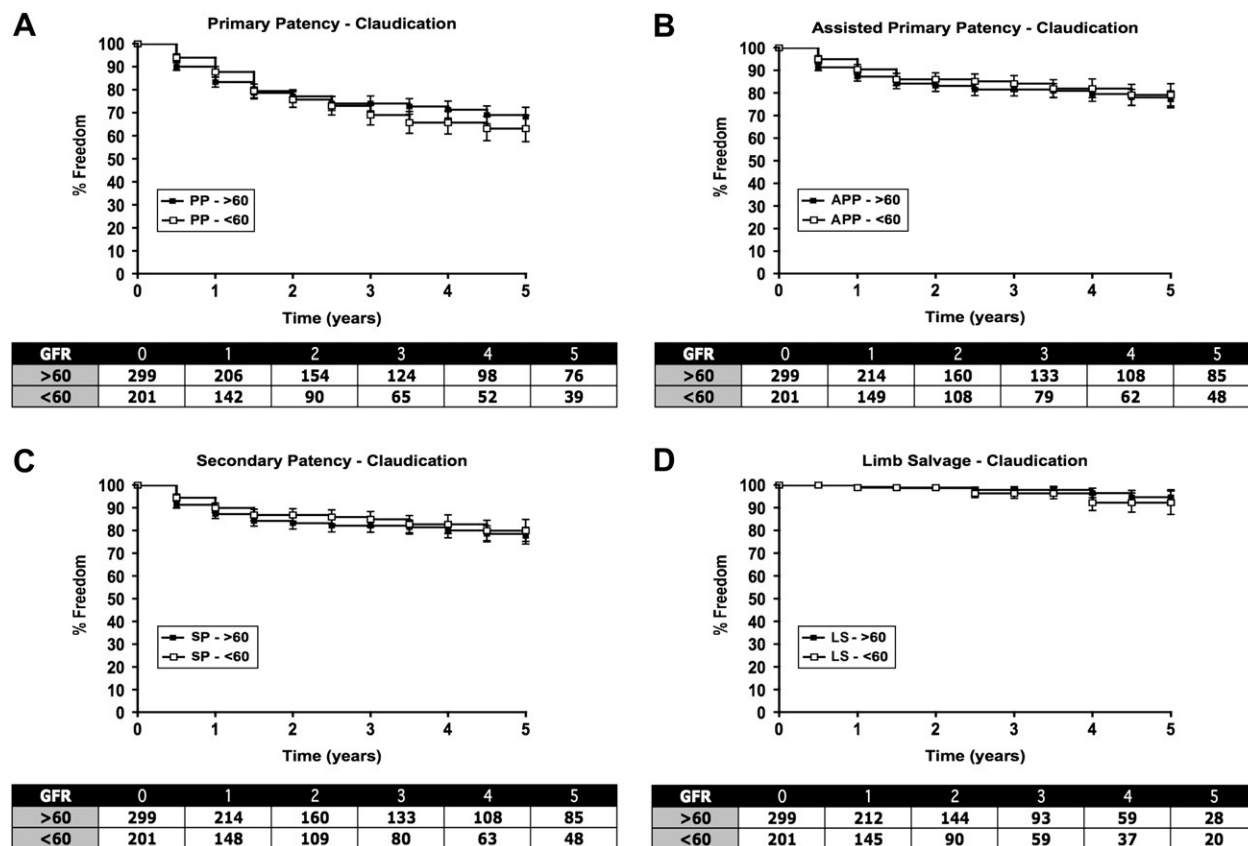 A
Primary Patency - Claudication
% Freedom
100
90
80
70
60
50
40
30
20
10
0
PP - >60
PP - <60
0 1 2 3 4 5
Time (years)
GFR 0 1 2 3 4 5
>60 299 206 154 124 98 76
<60 201 142 90 65 52 39
B
Assisted Primary Patency - Claudication
% Freedom
100
90
80
70
60
50
40
30
20
10
0
APP - >60
APP - <60
0 1 2 3 4 5
Time (years)
GFR 0 1 2 3 4 5
>60 299 214 160 133 108 85
<60 201 149 108 79 62 48
C
Secondary Patency - Claudication
% Freedom
100
90
80
70
60
50
40
30
20
10
0
SP - >60
SP - <60
0 1 2 3 4 5
Time (years)
GFR 0 1 2 3 4 5
>60 299 214 160 133 108 85
<60 201 148 109 80 63 48
D
Limb Salvage - Claudication
% Freedom
100
90
80
70
60
50
40
30
20
10
0
LS - >60
LS - <60
0 1 2 3 4 5
Time (years)
GFR 0 1 2 3 4 5
>60 299 212 144 93 59 28
<60 201 145 90 59 37 20